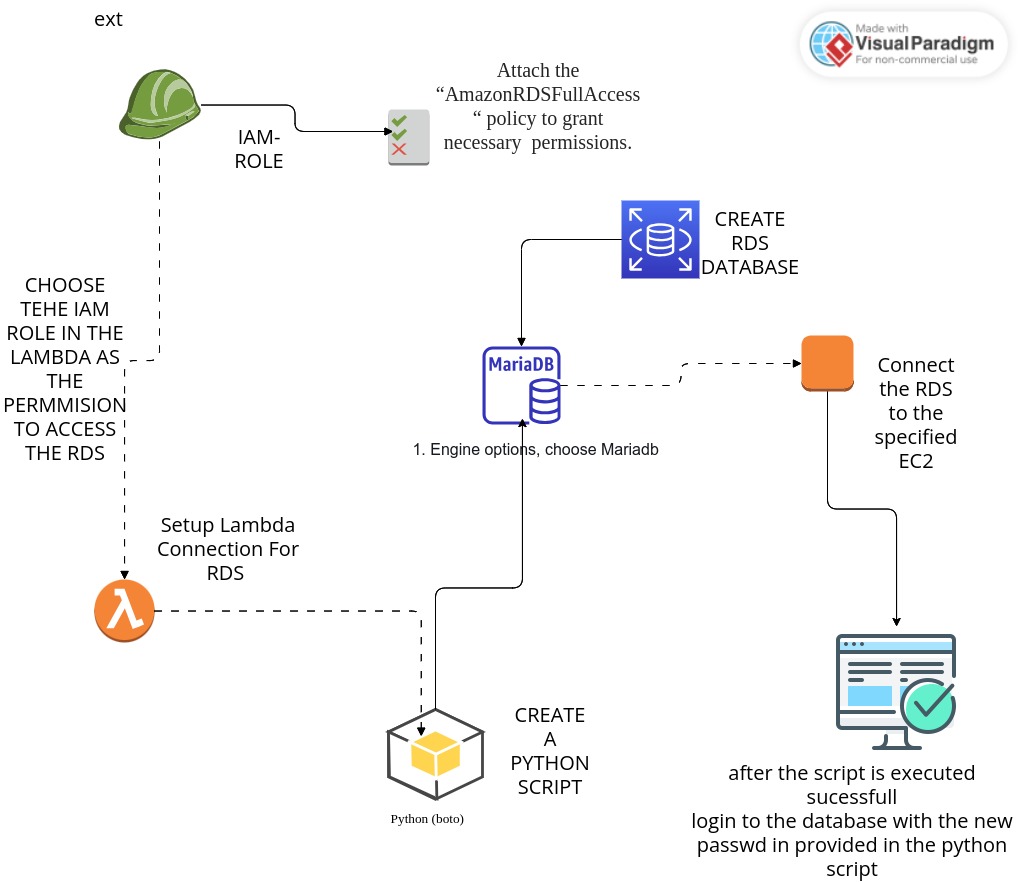 ext
Made with
Visual Paradigm
For non-commercial use
Attach the
“AmazonRDSFullAccess
“ policy to grant
necessary  permissions.
IAM-
ROLE
CREATE
RDS
DATABASE
CHOOSE
TEHE IAM
ROLE IN THE
LAMBDA AS
THE
PERMMISION
TO ACCESS
THE RDS
MariaDB
1. Engine options, choose Mariadb
Connect
the RDS
to the
specified
EC2
Setup Lambda
Connection For
RDS
λ
CREATE
A
PYTHON
SCRIPT
Python (boto)
after the script is executed
sucessfull
login to the database with the new
passwd in provided in the python
script